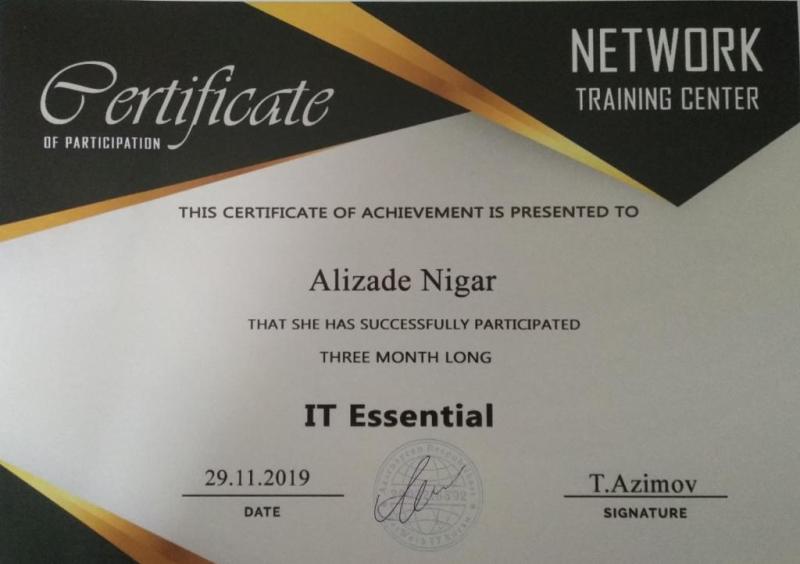 Certificate
OF PARTICIPATION
NETWORK
TRAINING CENTER
THIS CERTIFICATE OF ACHIEVEMENT IS PRESENTED TO
Alizade Nigar
THAT SHE HAS SUCCESSFULLY PARTICIPATED
THREE MONTH LONG
IT Essential
29.11.2019
DATE
T.Azimov
SIGNATURE